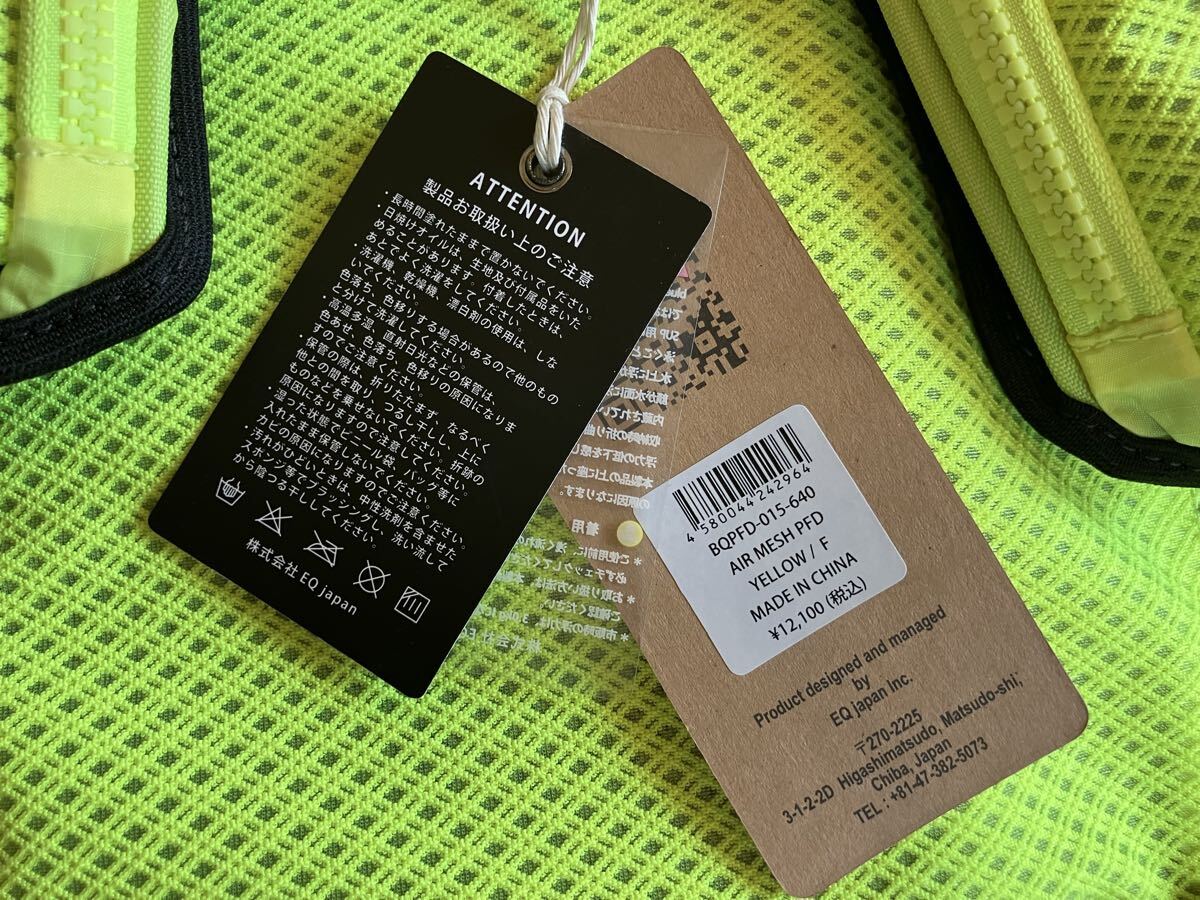 ATTENTION
製品お取扱い上のご注意
・長時間塗れたままで置かないでください。
日焼けオイルは、生地及び付属品をいた
めることがあります。付着したときは、
あとでよく洗濯をしてください。
・洗濯機、乾燥機、漂白剤の使用は、しな
いでください。
・色落ち、色移りする場合があるので他のもの
と分けて洗濯してください。
・高温多湿、直射日光などの保管は、
色あせ、色落ち、色移りの原因になりま
すのでご注意ください。
・保管の際は、折りたたまず、なるべく
他との間を取り、つるし干しし、上に
ものなどを乗せないでください。折跡の
原因になりますので注意してください。
・湿った状態でビニール袋、バッグ等に
入れたまま保管しないでください。
カビの原因になりますのでご注意ください。
・汚れがひどいときは、中性洗剤を含ませた
スポンジ等でブラッシングし、洗い流して
から陰つる干ししてください。
株式会社 EQ japan
4580044242964
BQPFD-015-640
AIR MESH PFD
YELLOW / F
MADE IN CHINA
¥12,100 (税込)
Product designed and managed
by
EQ japan Inc.
〒270-2225
3-1-2-2D Higashimatsudo, Matsudo-shi,
Chiba, Japan
TEL : +81-47-382-5073